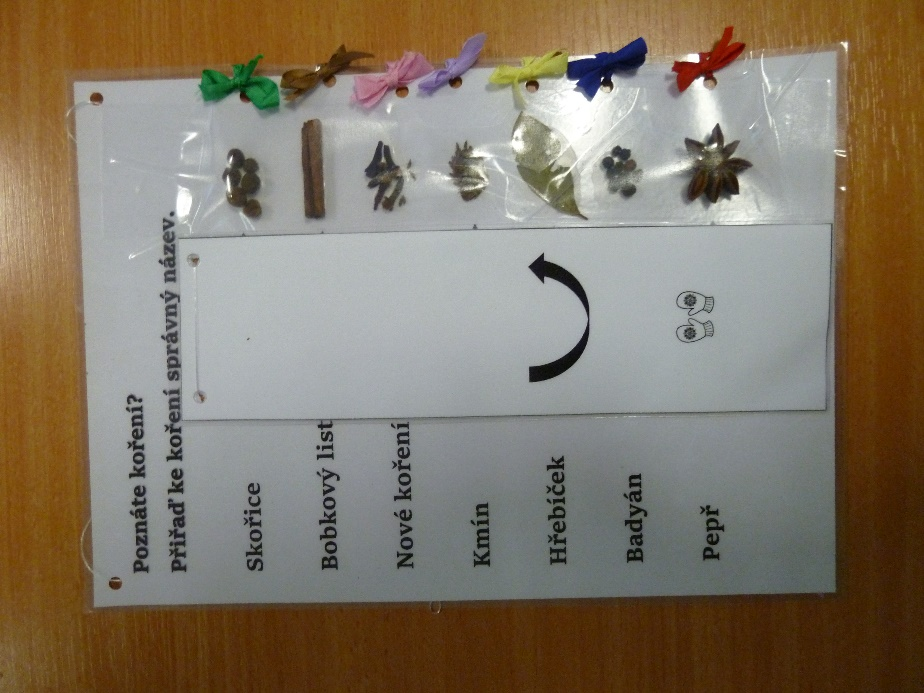 Poznáte koření?
Přiřaď ke koření správný název.
Skořice
Bobkový list
Nové koření
Kmín
Hřebíček
Badyán
Pepř